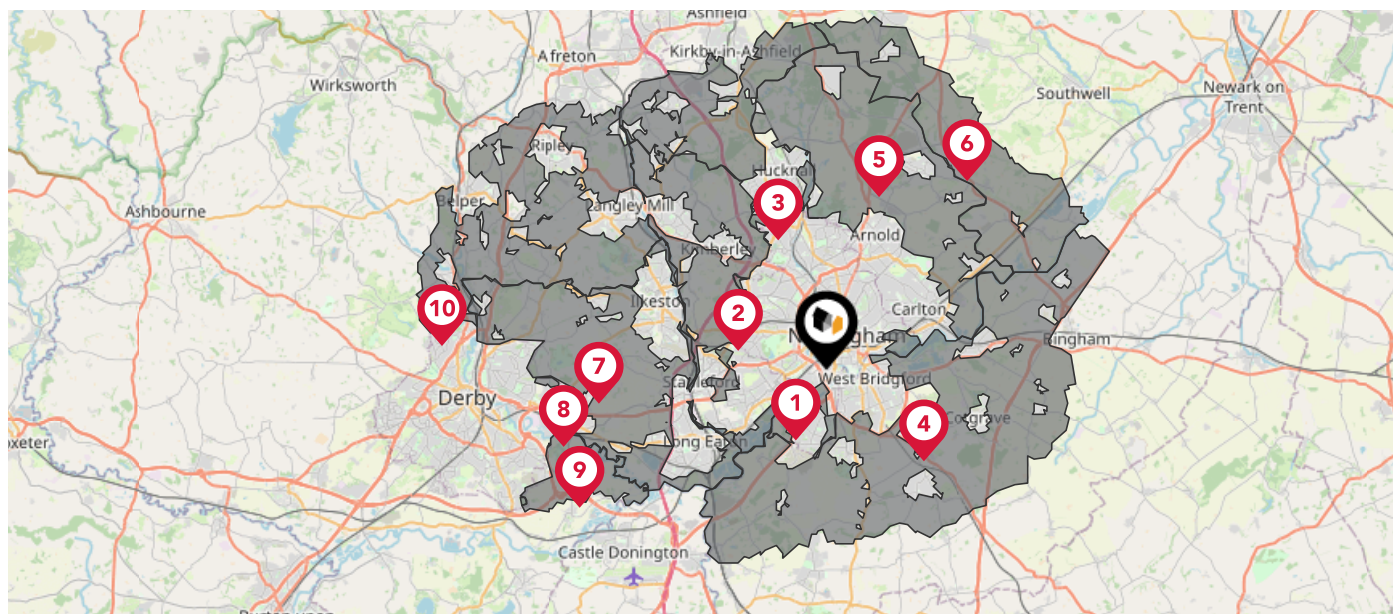 Ashfield
Kirkby-in-Ashfield
Afreton
Wirksworth
Newark on
Trent
Southwell
6
Ripley
5
Hucknall
Belper
Langley Mill
3
Ashbourne
Arnold
Kimberley
Ilkeston
10
2
Carlton
Bingham
7
Stapleford
West Bridgford
Derby
8
1
4
Cotgrave
Long Eaton
oxeter
9
Castle Donington